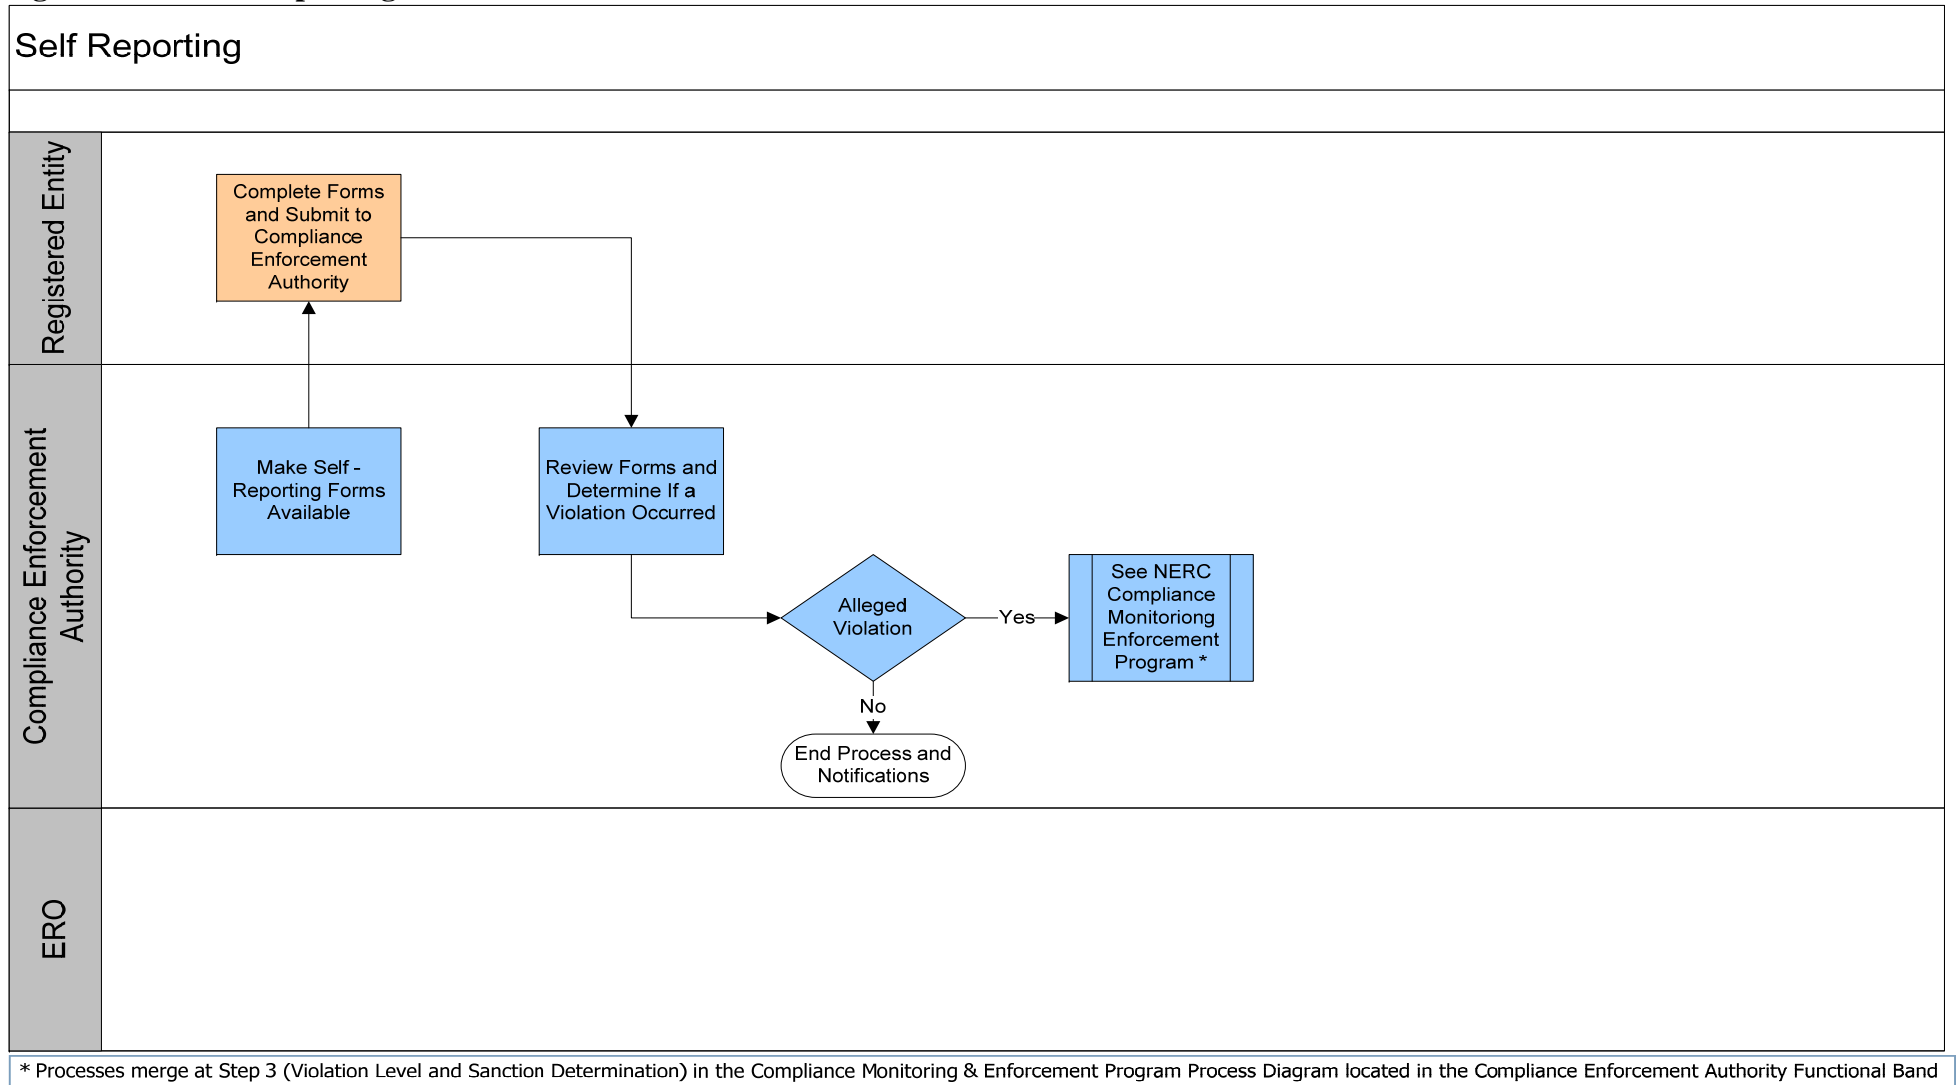 Self Reporting
Registered Entity
Complete Forms
and Submit to
Compliance
Enforcement
Authority
Compliance Enforcement
Authority
Make Self -
Reporting Forms
Available
Review Forms and
Determine If a
Violation Occurred
Alleged
Violation
Yes
See NERC
Compliance
Monitoriong
Enforcement
Program *
No
End Process and
Notifications
ERO
* Processes merge at Step 3 (Violation Level and Sanction Determination) in the Compliance Monitoring & Enforcement Program Process Diagram located in the Compliance Enforcement Authority Functional Band